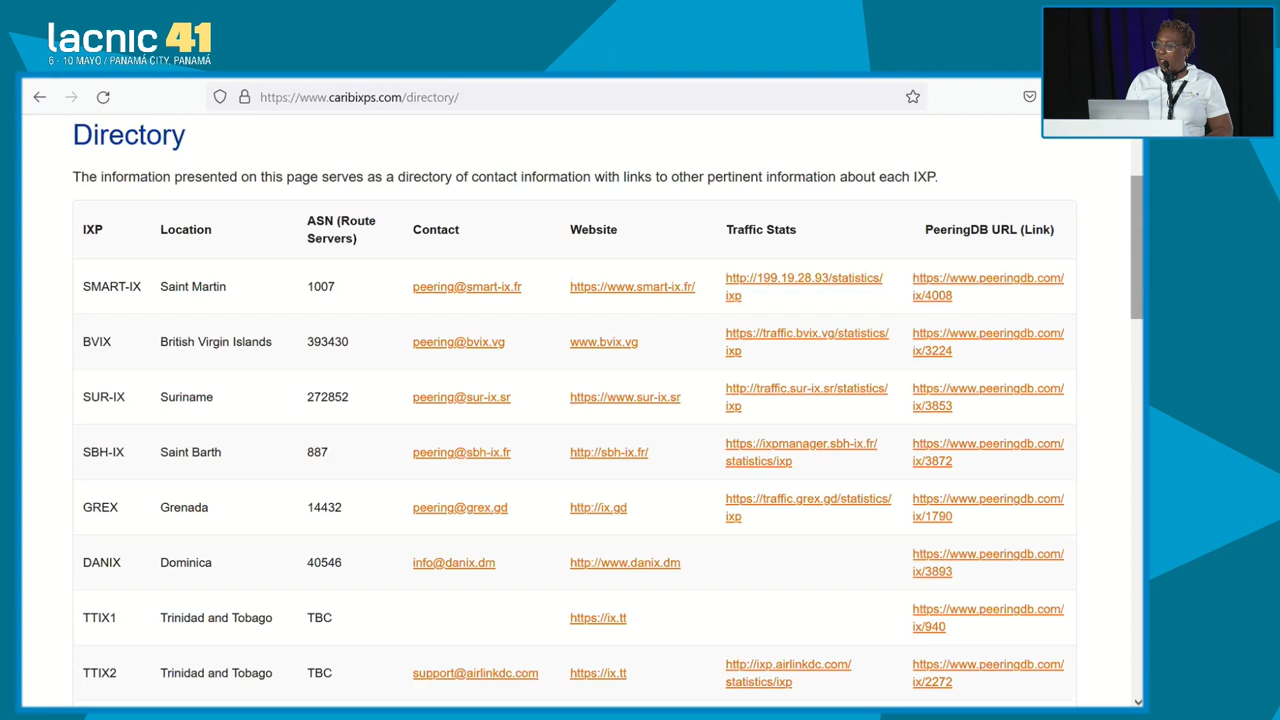 lacnic 41
6 - 10 MAYO / PANAMÁ CITY, PANAMÁ
https://www.caribixps.com/directory/
Directory
The information presented on this page serves as a directory of contact information with links to other pertinent information about each IXP.
IXP Location ASN (Route Servers) Contact Website Traffic Stats PeeringDB URL (Link)
SMART-IX Saint Martin 1007 peering@smart-ix.fr https://www.smart-ix.fr/ http://199.19.28.93/statistics/ixp https://www.peeringdb.com/ix/4008
BVIX British Virgin Islands 393430 peering@bvix.vg www.bvix.vg https://traffic.bvix.vg/statistics/ixp https://www.peeringdb.com/ix/3224
SUR-IX Suriname 272852 peering@sur-ix.sr https://www.sur-ix.sr http://traffic.sur-ix.sr/statistics/ixp https://www.peeringdb.com/ix/3853
SBH-IX Saint Barth 887 peering@sbh-ix.fr http://sbh-ix.fr/ https://ixpmanager.sbh-ix.fr/statistics/ixp https://www.peeringdb.com/ix/3872
GREX Grenada 14432 peering@grex.gd http://ix.gd https://traffic.grex.gd/statistics/ixp https://www.peeringdb.com/ix/1790
DANIX Dominica 40546 info@danix.dm http://www.danix.dm https://www.peeringdb.com/ix/3893
TTIX1 Trinidad and Tobago TBC https://ix.tt https://www.peeringdb.com/ix/940
TTIX2 Trinidad and Tobago TBC support@airlinkdc.com https://ix.tt http://ixp.airlinkdc.com/statistics/ixp https://www.peeringdb.com/ix/2272